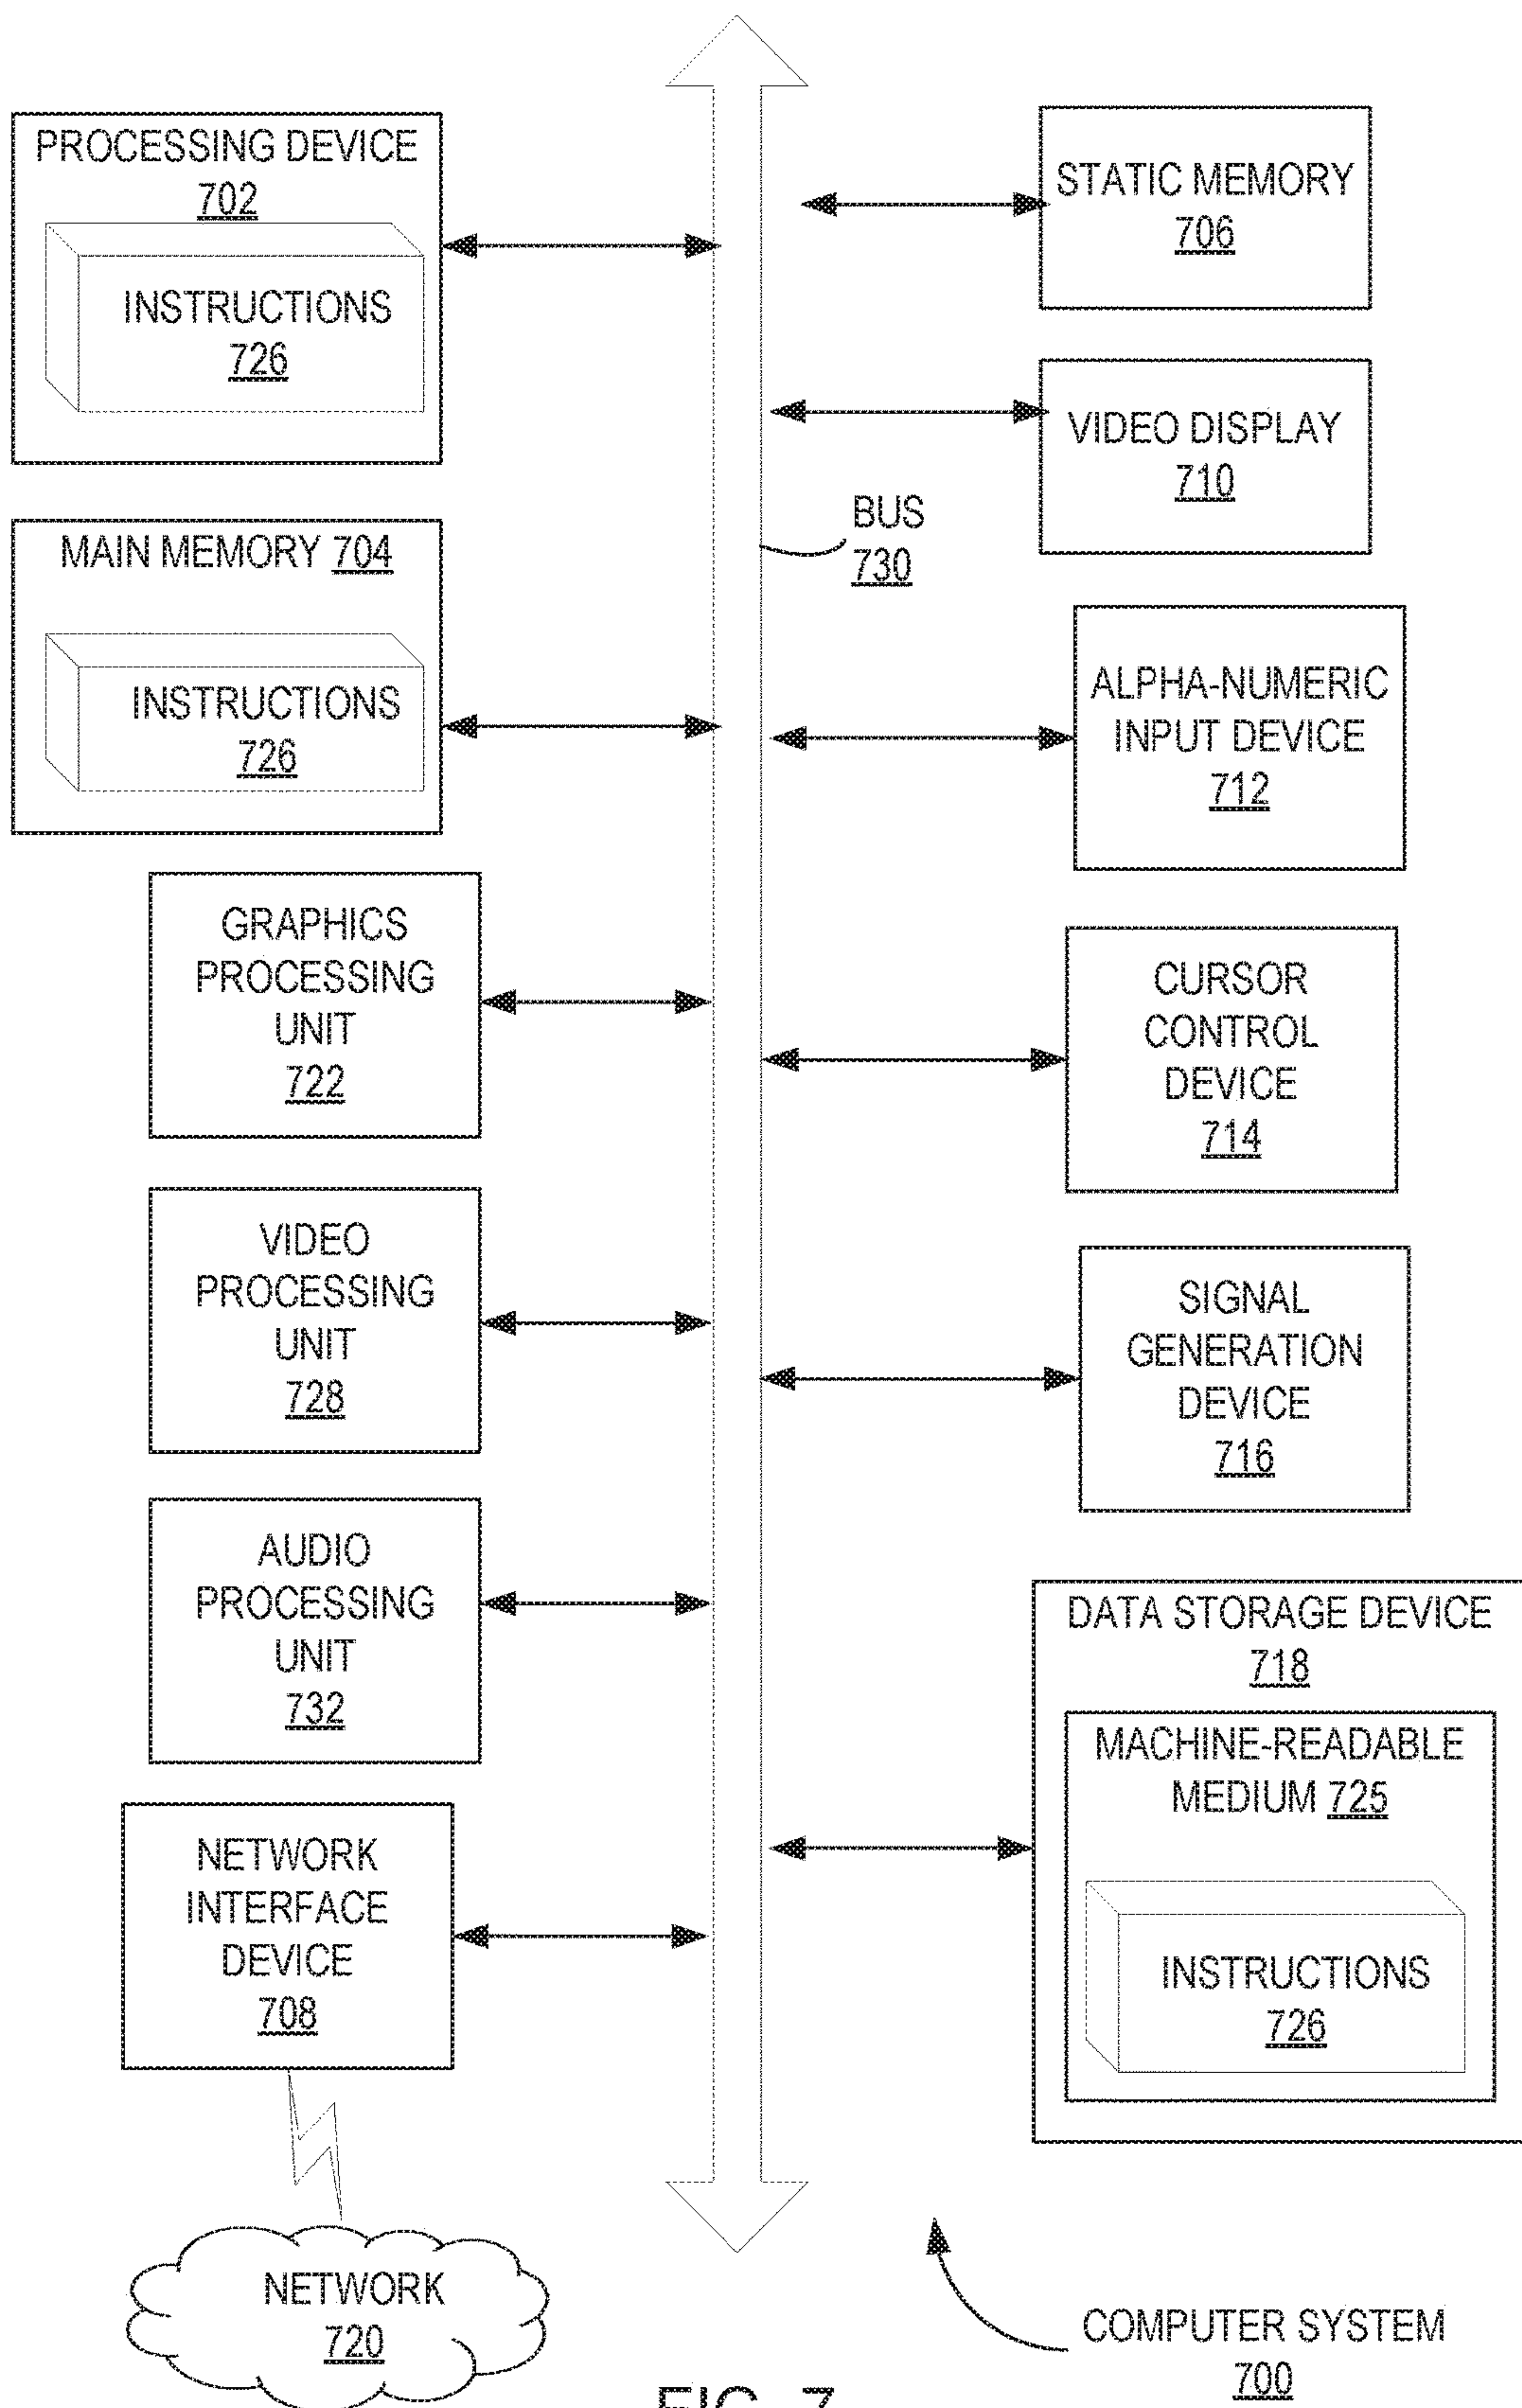 PROCESSING DEVICE
702
INSTRUCTIONS
726
MAIN MEMORY 704
INSTRUCTIONS
726
GRAPHICS
PROCESSING
UNIT
722
VIDEO
PROCESSING
UNIT
728
AUDIO
PROCESSING
UNIT
732
NETWORK
INTERFACE
DEVICE
708
NETWORK
720
BUS
730
STATIC MEMORY
706
VIDEO DISPLAY
710
ALPHA-NUMERIC
INPUT DEVICE
712
CURSOR
CONTROL
DEVICE
714
SIGNAL
GENERATION
DEVICE
716
DATA STORAGE DEVICE
718
MACHINE-READABLE
MEDIUM 725
INSTRUCTIONS
726
COMPUTER SYSTEM
700
FIG. 7